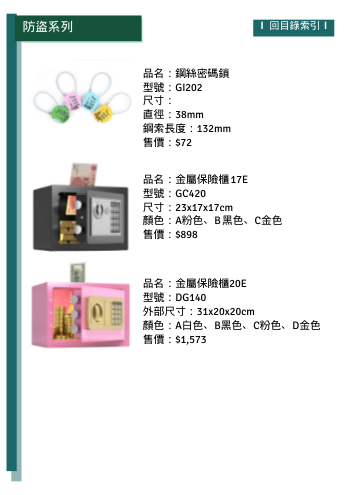 防盜系列
I 回目錄索引 I
品名：鋼絲密碼鎖
型號：GI202
尺寸：
直徑：38mm
鋼索長度：132mm
售價：$72
品名：金屬保險櫃17E
型號：GC420
尺寸：23x17x17cm
顏色：A粉色、B黑色、C金色
售價：$898
品名：金屬保險櫃20E
型號：DG140
外部尺寸：31x20x20cm
顏色：A白色、B黑色、C粉色、D金色
售價：$1,573